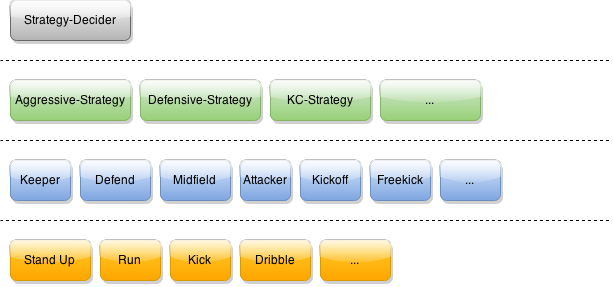 Strategy-Decider
Aggressive-Strategy Defensive-Strategy KC-Strategy ...
Keeper Defend Midfield Attacker Kickoff Freekick ...
Stand Up Run Kick Dribble ...